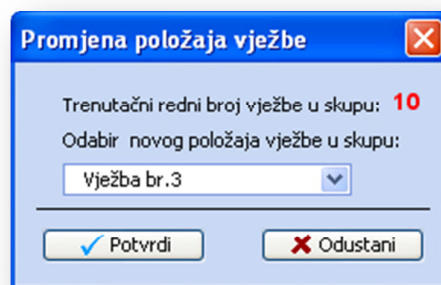 Promjena položaja vježbe
Trenutačni redni broj vježbe u skupu: 10
Odabir novog položaja vježbe u skupu:
Vježba br.3
Potvrdi Odustani